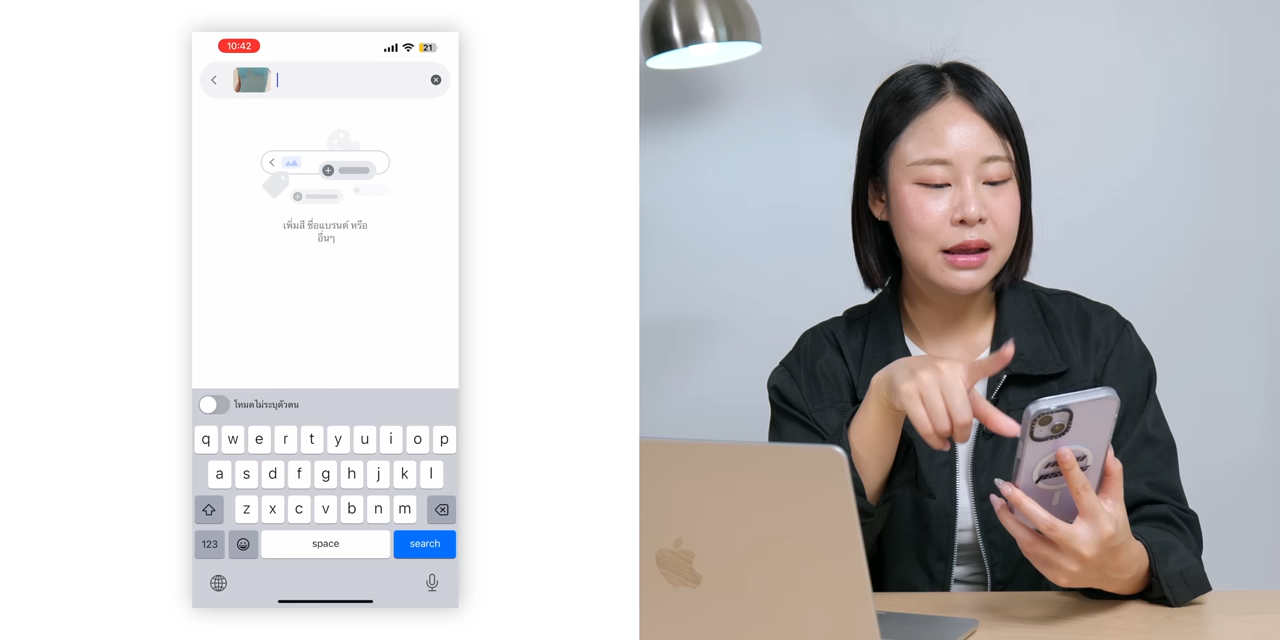 10:42
21
เพิ่มสี ชื่อแบรนด์ หรือ
อื่นๆ
โหมดไม่ระบุตัวตน
q w e r t y u i o p
a s d f g h j k l
z x c v b n m
123 space search